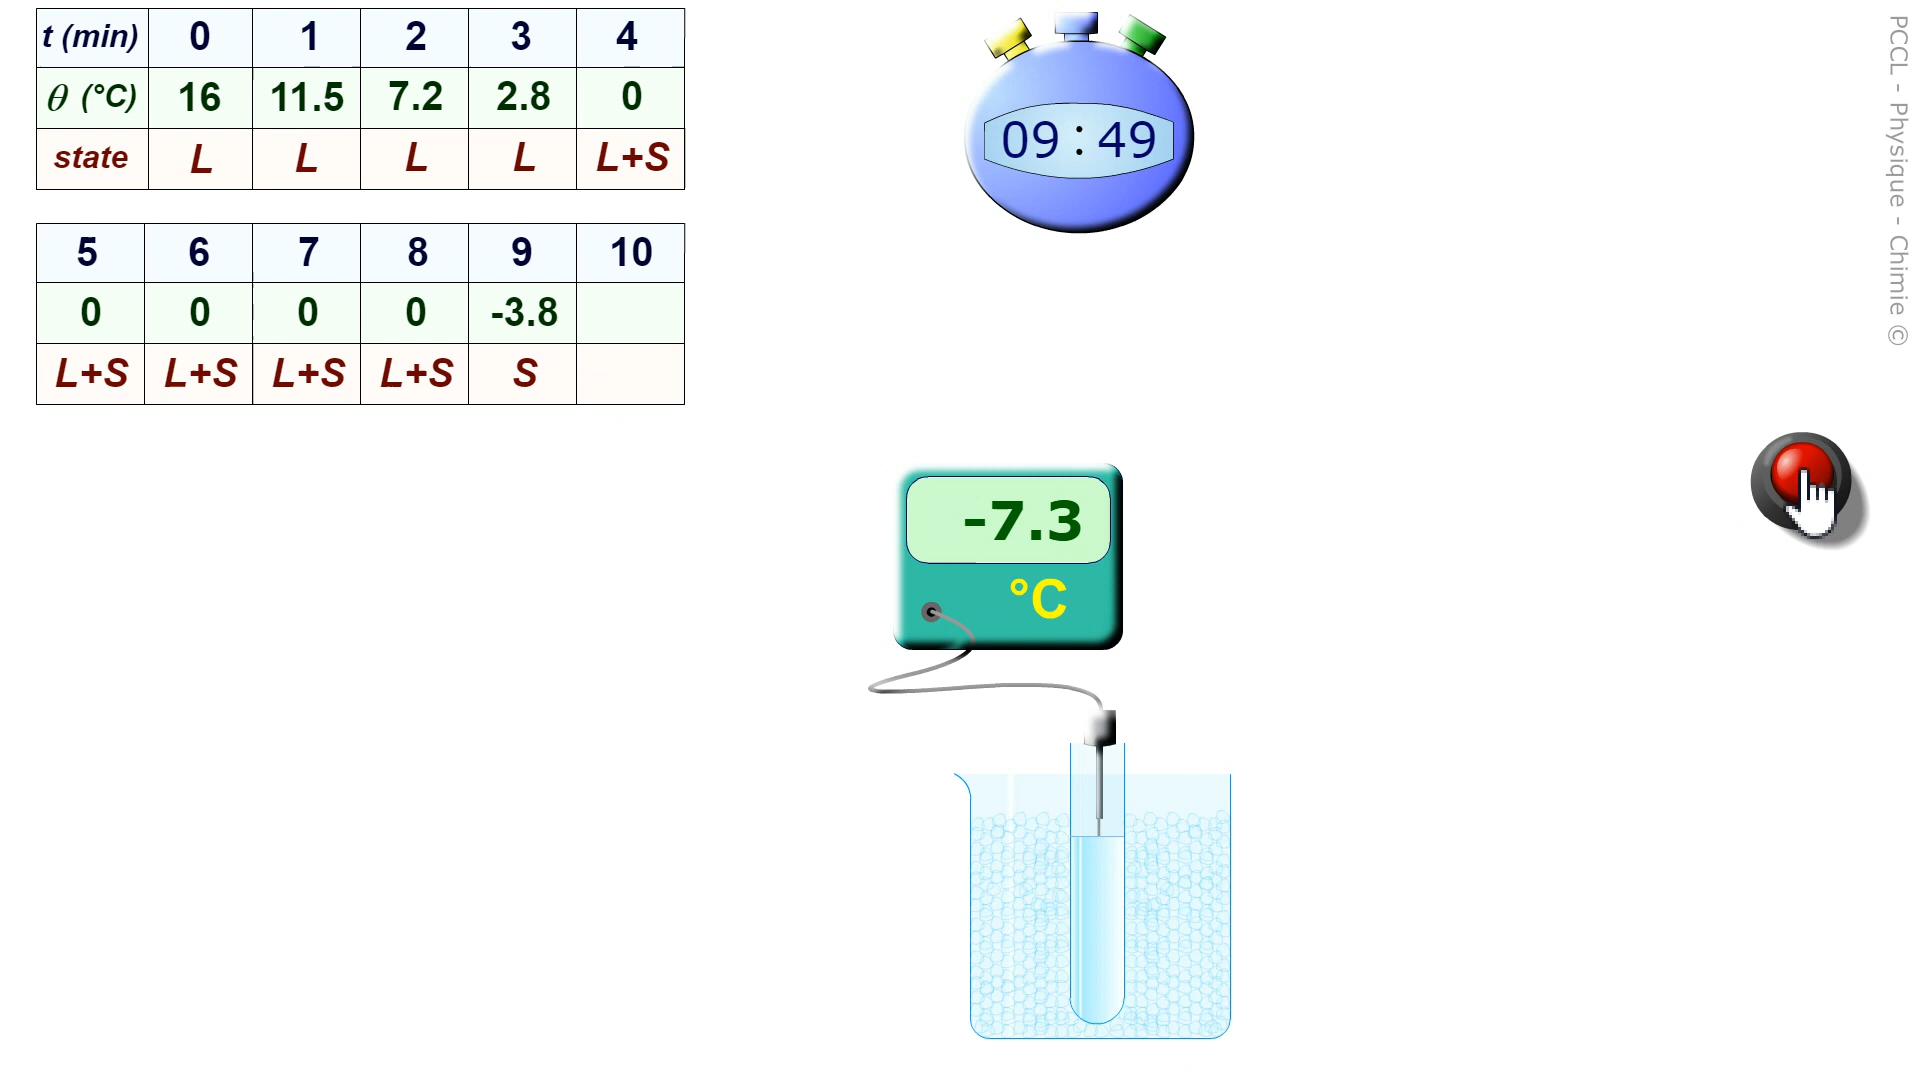 t (min) 0 1 2 3 4
θ (°C) 16 11.5 7.2 2.8 0
state L L L L L+S
5 6 7 8 9 10
0 0 0 0 -3.8
L+S L+S L+S L+S S
09:49
-7.3
°C
PCCL - Physique - Chimie ©